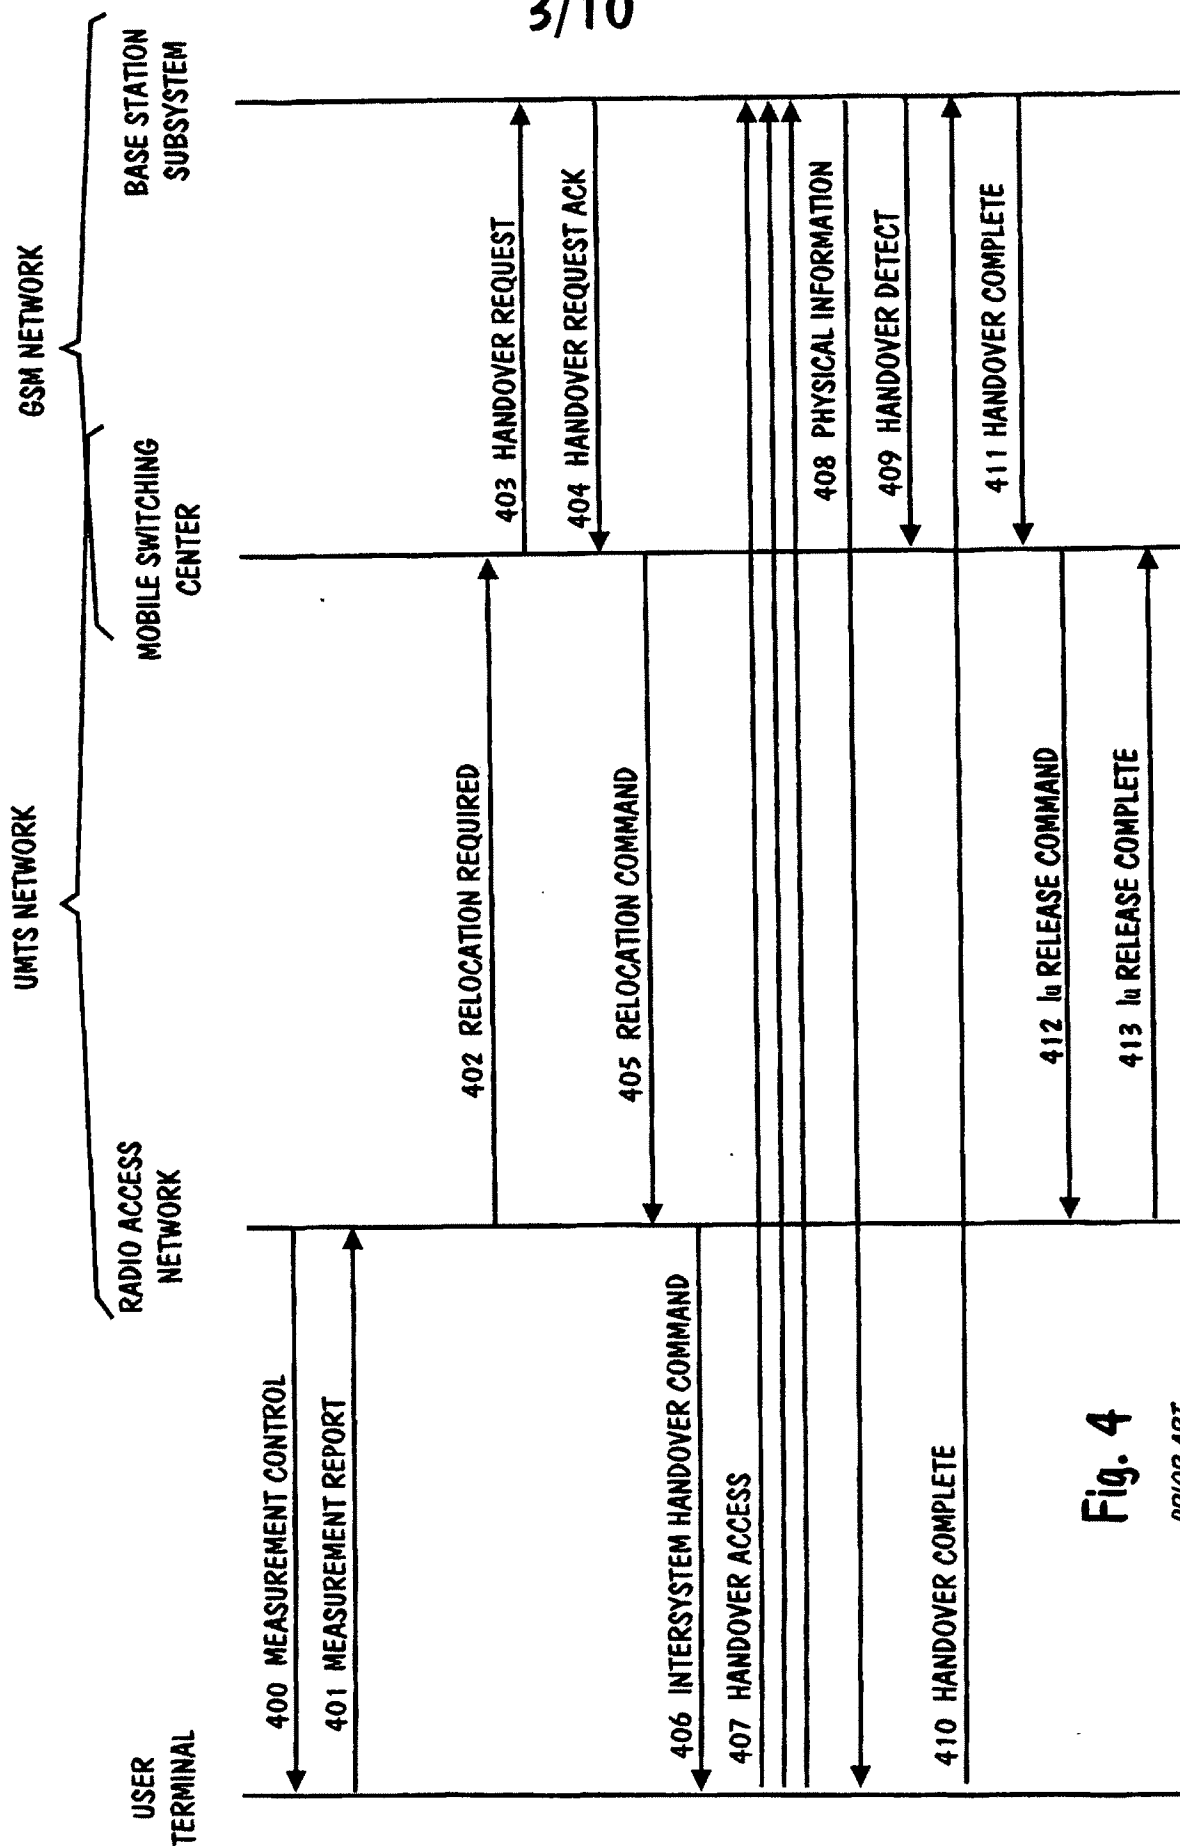 3/10
UMTS NETWORK
GSM NETWORK
USER
TERMINAL
RADIO ACCESS
NETWORK
MOBILE SWITCHING
CENTER
BASE STATION
SUBSYSTEM
400 MEASUREMENT CONTROL
401 MEASUREMENT REPORT
402 RELOCATION REQUIRED
403 HANDOVER REQUEST
404 HANDOVER REQUEST ACK
405 RELOCATION COMMAND
406 INTERSYSTEM HANDOVER COMMAND
407 HANDOVER ACCESS
408 PHYSICAL INFORMATION
409 HANDOVER DETECT
410 HANDOVER COMPLETE
411 HANDOVER COMPLETE
412 Iu RELEASE COMMAND
413 Iu RELEASE COMPLETE
Fig. 4
PRIOR ART